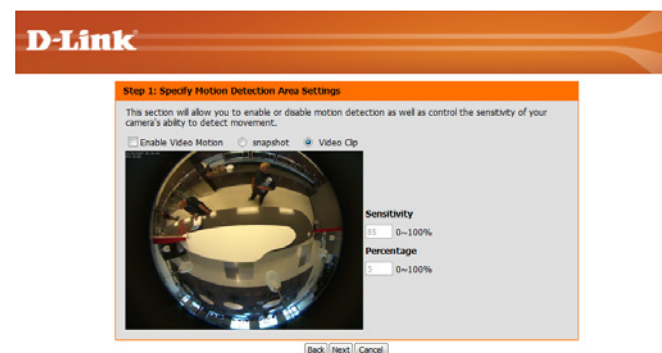 D-Link
Step 1: Specify Motion Detection Area Settings
This section will allow you to enable or disable motion detection as well as control the sensitivity of your
camera's ability to detect movement.
Enable Video Motion snapshot Video Clip
Sensitivity
85 0~100%
Percentage
5 0~100%
Back Next Cancel